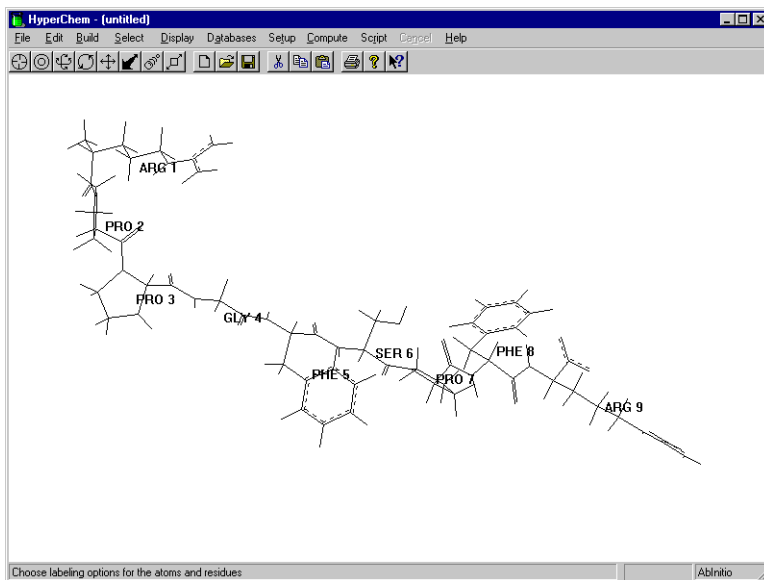 HyperChem - (untitled)
File Edit Build Select Display Databases Setup Compute Script Cancel Help
ARG 1
PRO 2
PRO 3
GLY 4
PHE 5
SER 6
PRO 7
PHE 8
ARG 9
Choose labeling options for the atoms and residues
AbInitio